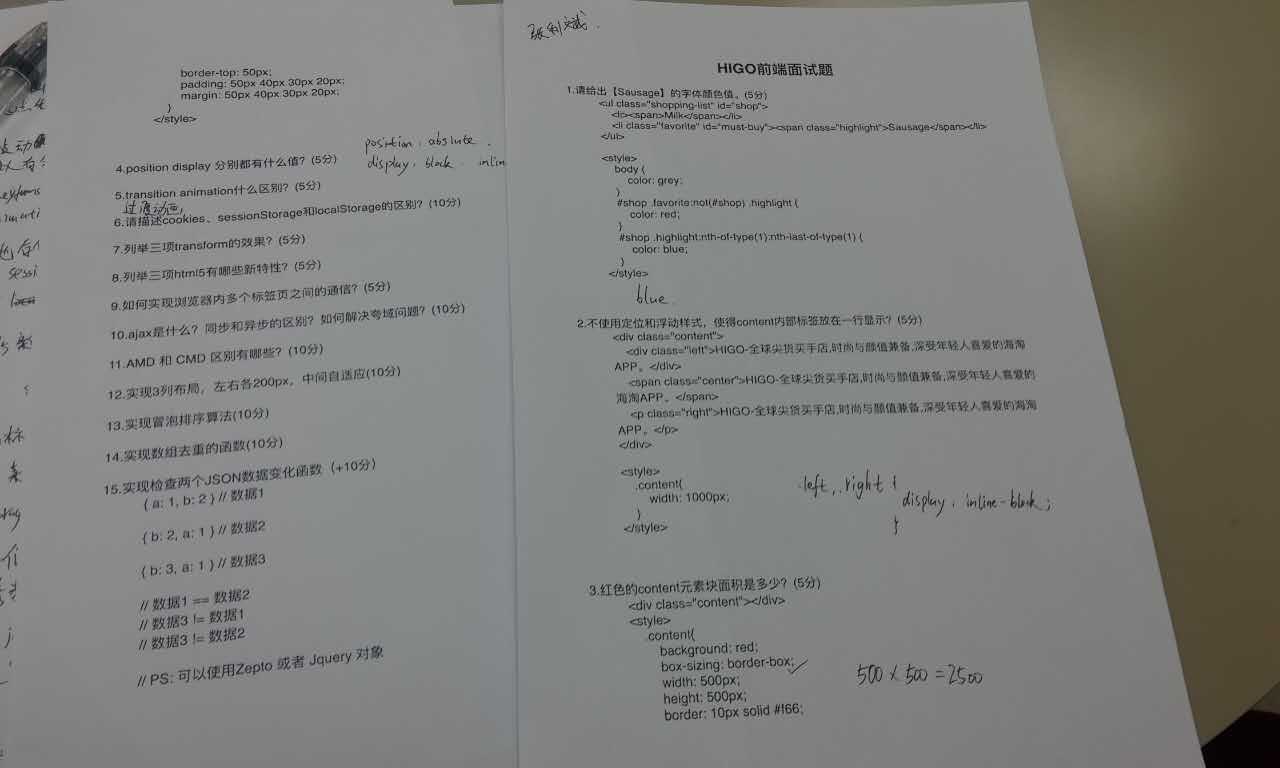 张利斌.
HIGO前端面试题
1.请给出【Sausage】的字体颜色值。(5分)
<ul class="shopping-list" id="shop">
<li><span>Milk</span></li>
<li class="favorite" id="must-buy"><span class="highlight">Sausage</span></li>
</ul>
<style>
body {
color: grey;
}
#shop .favorite:not(#shop) .highlight {
color: red;
}
#shop .highlight:nth-of-type(1):nth-last-of-type(1) {
color: blue;
}
</style>
blue.
2.不使用定位和浮动样式，使得content内部标签放在一行显示？(5分)
<div class="content">
<div class="left">HIGO-全球尖货买手店,时尚与颜值兼备,深受年轻人喜爱的海淘
APP。</div>
<span class="center">HIGO-全球尖货买手店,时尚与颜值兼备,深受年轻人喜爱的
海淘APP。</span>
<p class="right">HIGO-全球尖货买手店,时尚与颜值兼备,深受年轻人喜爱的海淘
APP。</p>
</div>
<style>
.content{
width: 1000px;
}
</style>
.left, .right {
display: inline-block;
}
3.红色的content元素块面积是多少？(5分)
<div class="content"></div>
<style>
.content{
background: red;
box-sizing: border-box;
width: 500px;
height: 500px;
border: 10px solid #f66;
500 × 500 = 2500
border-top: 50px;
padding: 50px 40px 30px 20px;
margin: 50px 40px 30px 20px;
}
</style>
position: abslute.
4.position display 分别都有什么值？(5分)
display: block. inlin
5.transition animation什么区别？(5分)
过渡动画,
6.请描述cookies、sessionStorage和localStorage的区别？(10分)
7.列举三项transform的效果？(5分)
8.列举三项html5有哪些新特性？(5分)
9.如何实现浏览器内多个标签页之间的通信？(5分)
10.ajax是什么？同步和异步的区别？如何解决夸域问题？(10分)
11.AMD 和 CMD 区别有哪些？(10分)
12.实现3列布局，左右各200px，中间自适应(10分)
13.实现冒泡排序算法(10分)
14.实现数组去重的函数(10分)
15.实现检查两个JSON数据变化函数（+10分）
{ a: 1, b: 2 } // 数据1
{ b: 2, a: 1 } // 数据2
{ b: 3, a: 1 } // 数据3
// 数据1 == 数据2
// 数据3 != 数据1
// 数据3 != 数据2
// PS: 可以使用Zepto 或者 Jquery 对象